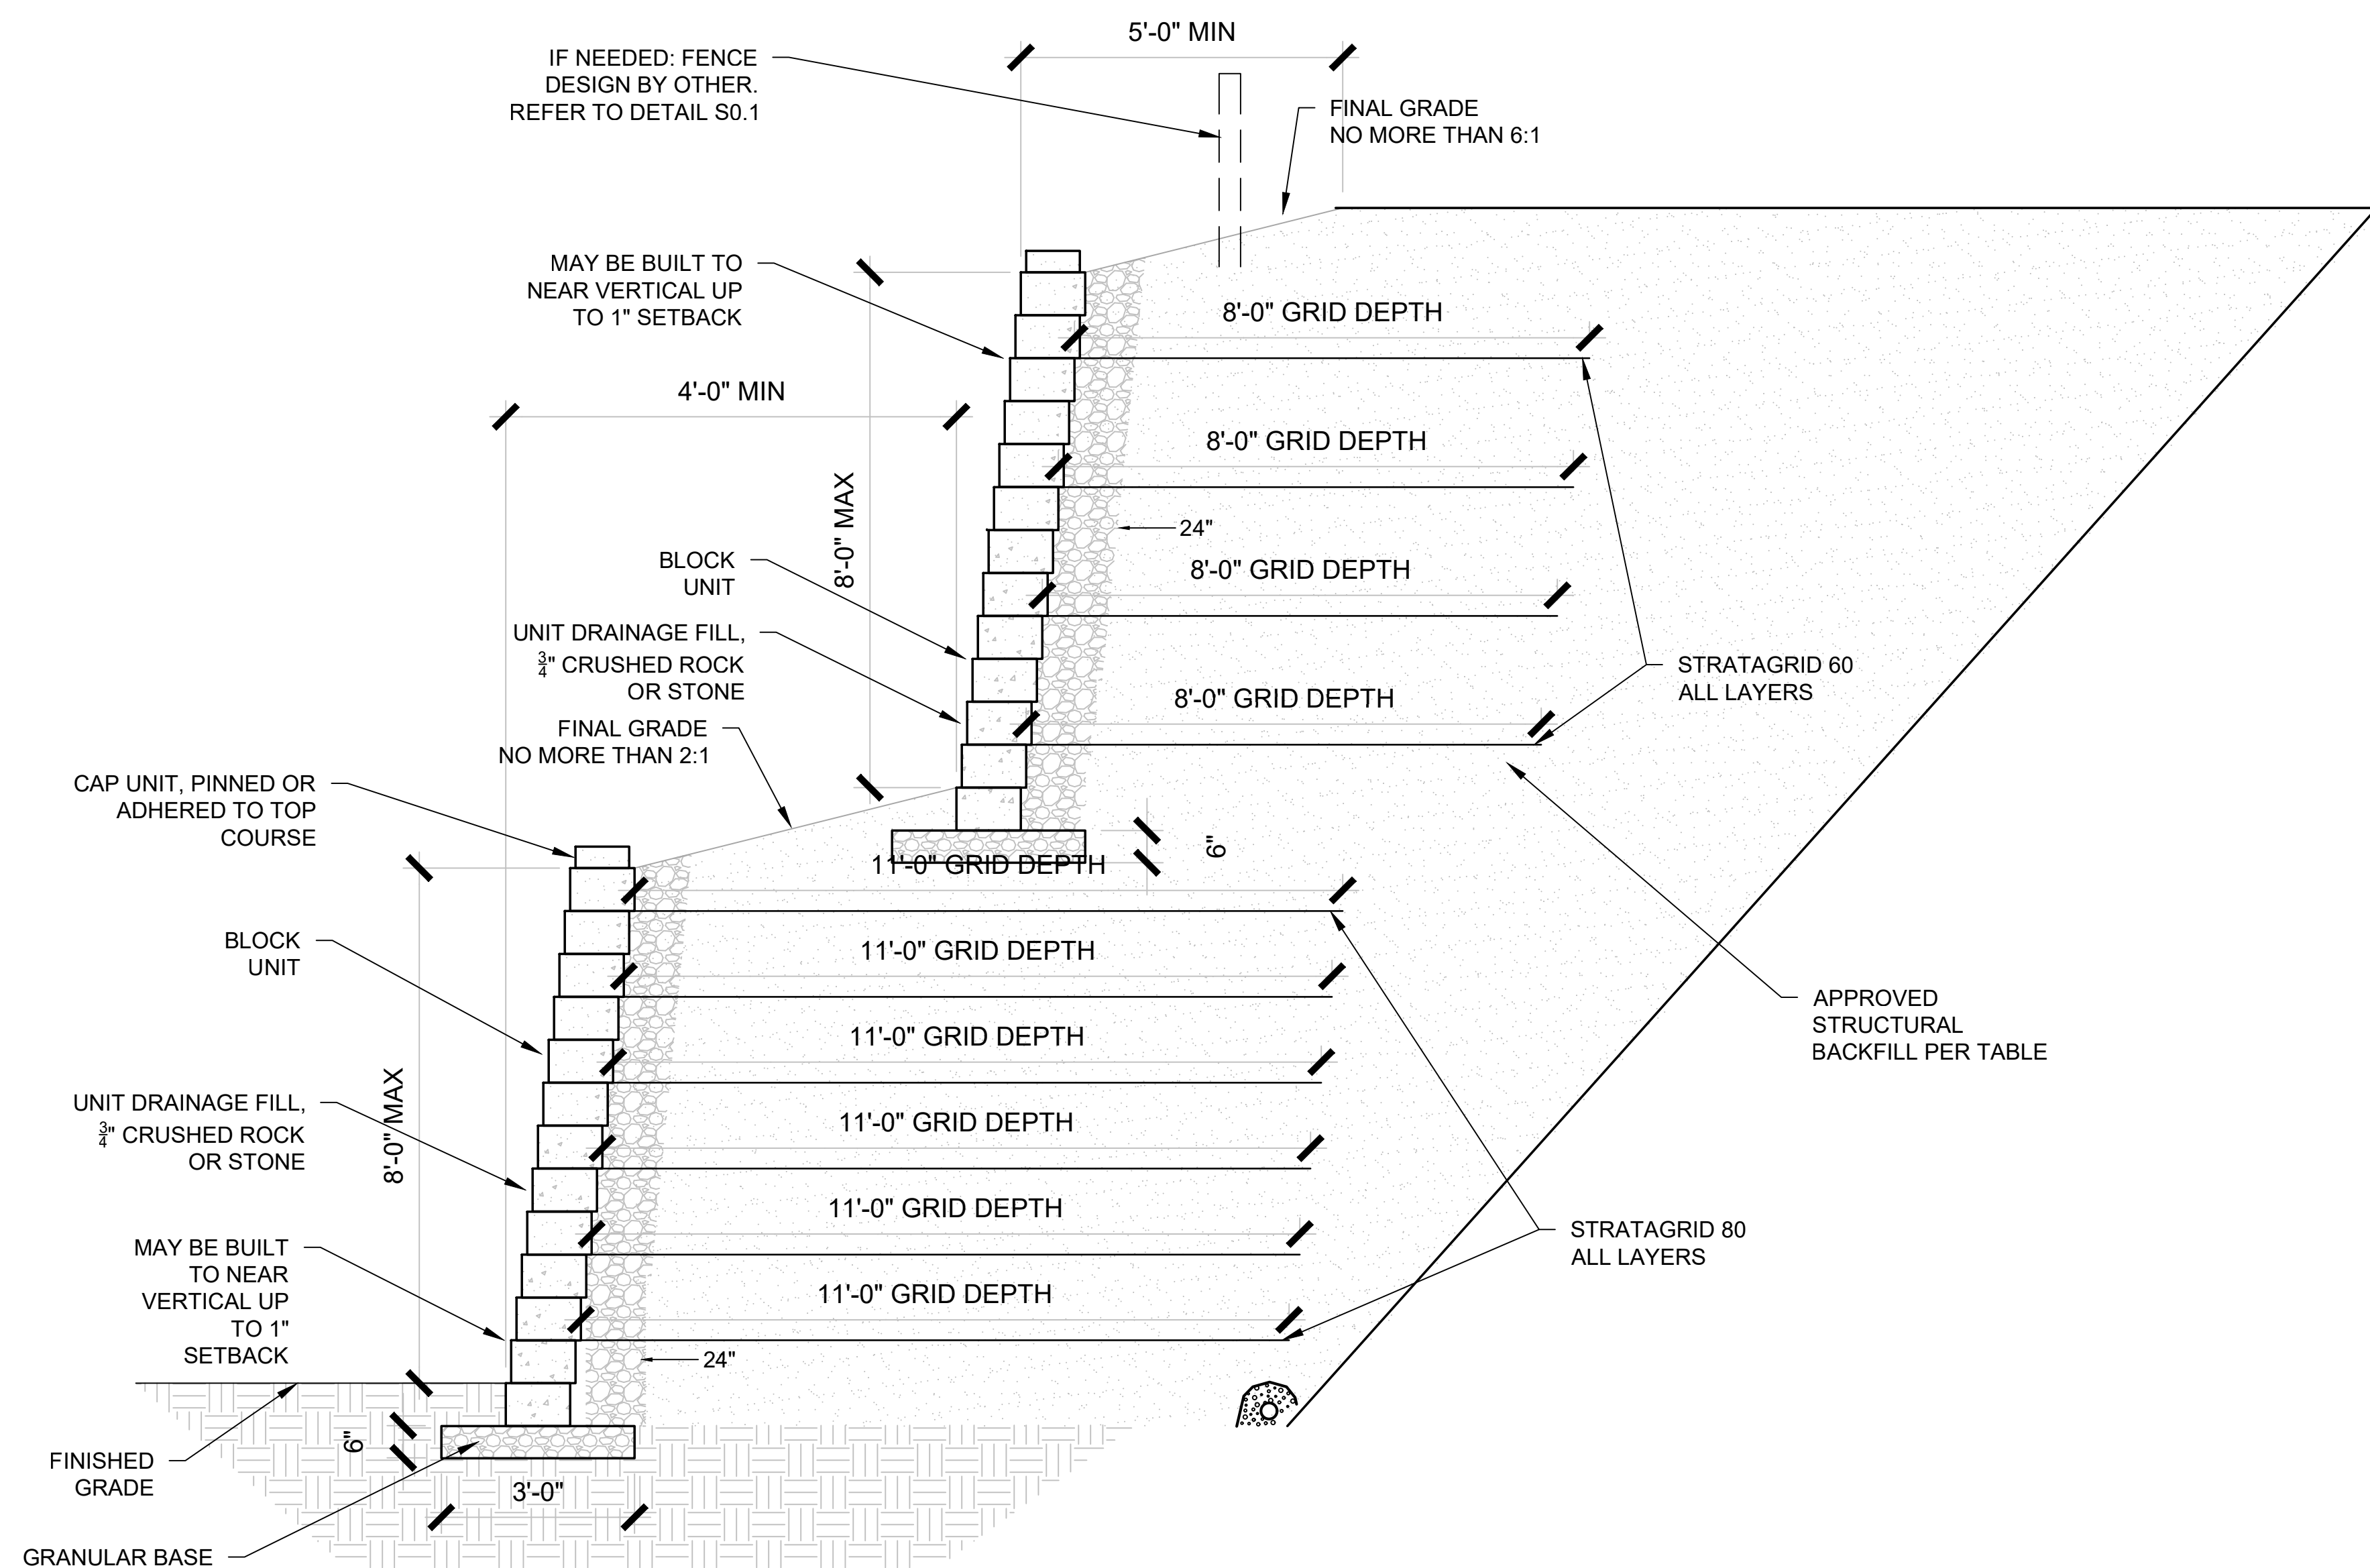 5'-0" MIN
IF NEEDED: FENCE
DESIGN BY OTHER.
REFER TO DETAIL S0.1
FINAL GRADE
NO MORE THAN 6:1
MAY BE BUILT TO
NEAR VERTICAL UP
TO 1" SETBACK
8'-0" GRID DEPTH
4'-0" MIN
8'-0" GRID DEPTH
8'-0" MAX
24"
BLOCK
UNIT
8'-0" GRID DEPTH
UNIT DRAINAGE FILL,
3/4" CRUSHED ROCK
OR STONE
STRATAGRID 60
ALL LAYERS
8'-0" GRID DEPTH
FINAL GRADE
NO MORE THAN 2:1
CAP UNIT, PINNED OR
ADHERED TO TOP
COURSE
6"
11'-0" GRID DEPTH
BLOCK
UNIT
11'-0" GRID DEPTH
APPROVED
STRUCTURAL
BACKFILL PER TABLE
11'-0" GRID DEPTH
UNIT DRAINAGE FILL,
3/4" CRUSHED ROCK
OR STONE
8'-0" MAX
11'-0" GRID DEPTH
11'-0" GRID DEPTH
STRATAGRID 80
ALL LAYERS
MAY BE BUILT
TO NEAR
VERTICAL UP
TO 1"
SETBACK
11'-0" GRID DEPTH
24"
6"
FINISHED
GRADE
3'-0"
GRANULAR BASE